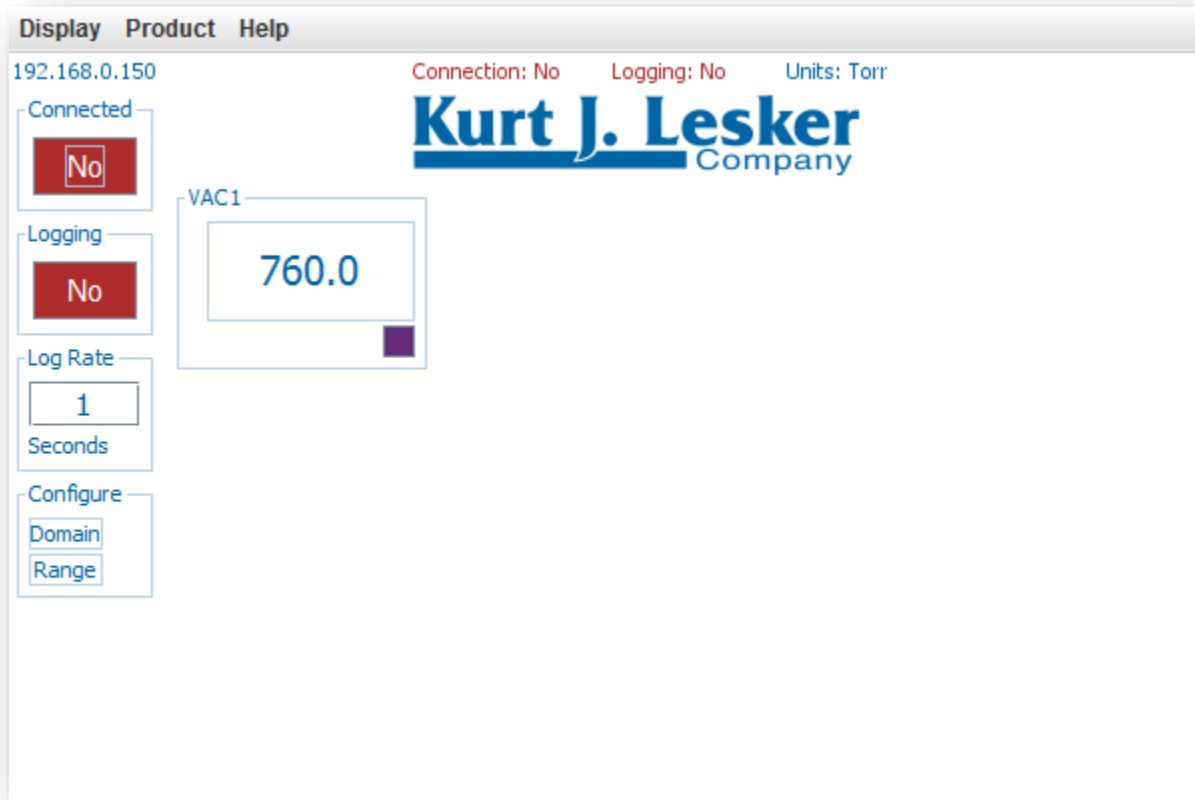 Display Product Help
192.168.0.150 Connection: No Logging: No Units: Torr
Kurt J. Lesker
Company
Connected
No
VAC1
760.0
Logging
No
Log Rate
1
Seconds
Configure
Domain
Range